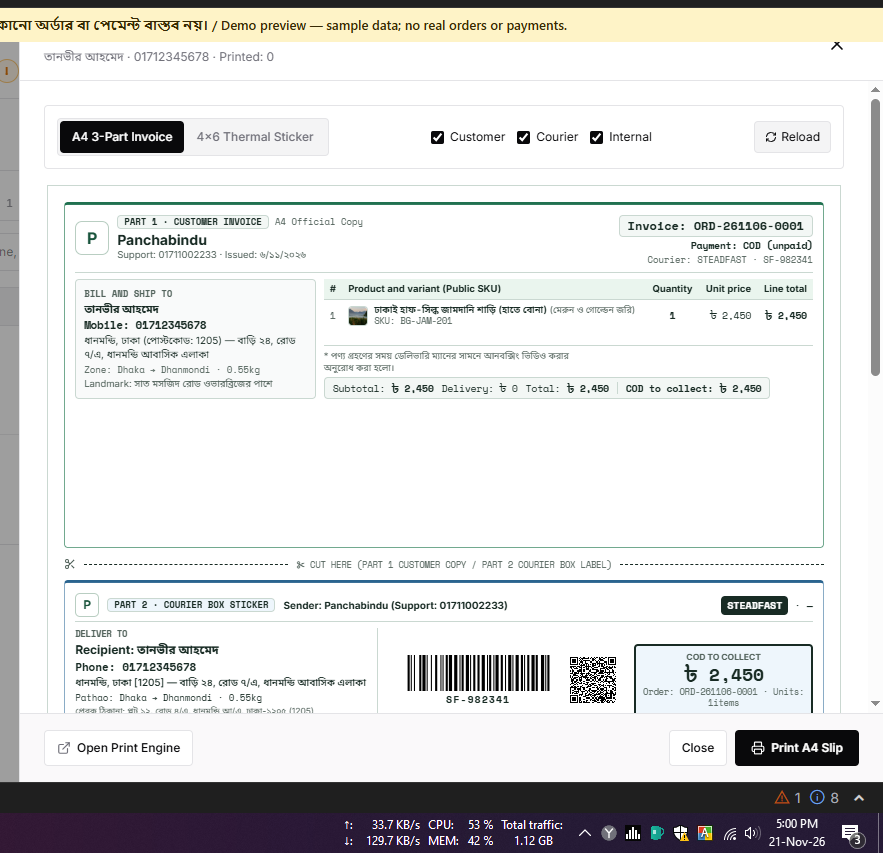 কানো অর্ডার বা পেমেন্ট বাস্তব নয়। / Demo preview — sample data; no real orders or payments.
তানভীর আহমেদ · 01712345678 · Printed: 0
A4 3-Part Invoice
4×6 Thermal Sticker
Customer
Courier
Internal
Reload
P
PART 1 · CUSTOMER INVOICE A4 Official Copy
Panchabindu
Support: 01711002233 · Issued: ৬/১১/২০২৬
Invoice: ORD-261106-0001
Payment: COD (unpaid)
Courier: STEADFAST · SF-982341
BILL AND SHIP TO
তানভীর আহমেদ
Mobile: 01712345678
ধানমন্ডি, ঢাকা (পোস্টকোড: 1205) — বাড়ি ২৪, রোড
৭/এ, ধানমন্ডি আবাসিক এলাকা
Zone: Dhaka → Dhanmondi · 0.55kg
Landmark: সাত মসজিদ রোড ওভারব্রিজের পাশে
# Product and variant (Public SKU) Quantity Unit price Line total
1 ঢাকাই হাফ-সিল্ক জামদানি শাড়ি (হাতে বোনা) (মেরুন ও গোল্ডেন জরি) 1 ৳ 2,450 ৳ 2,450
SKU: BG-JAM-201
* পণ্য গ্রহণের সময় ডেলিভারি ম্যানের সামনে আনবক্সিং ভিডিও করার
অনুরোধ করা হলো।
Subtotal: ৳ 2,450 Delivery: ৳ 0 Total: ৳ 2,450 COD to collect: ৳ 2,450
CUT HERE (PART 1 CUSTOMER COPY / PART 2 COURIER BOX LABEL)
P
PART 2 · COURIER BOX STICKER Sender: Panchabindu (Support: 01711002233)
STEADFAST · —
DELIVER TO
Recipient: তানভীর আহমেদ
Phone: 01712345678
ধানমন্ডি, ঢাকা [1205] — বাড়ি ২৪, রোড ৭/এ, ধানমন্ডি আবাসিক এলাকা
Pathao: Dhaka → Dhanmondi · 0.55kg
SF-982341
COD TO COLLECT
৳ 2,450
Order: ORD-261106-0001 · Units:
1items
Open Print Engine
Close
Print A4 Slip
1 8
↑: 33.7 KB/s CPU: 53 % Total traffic:
↓: 129.7 KB/s MEM: 42 % 1.12 GB
5:00 PM
21-Nov-26
3